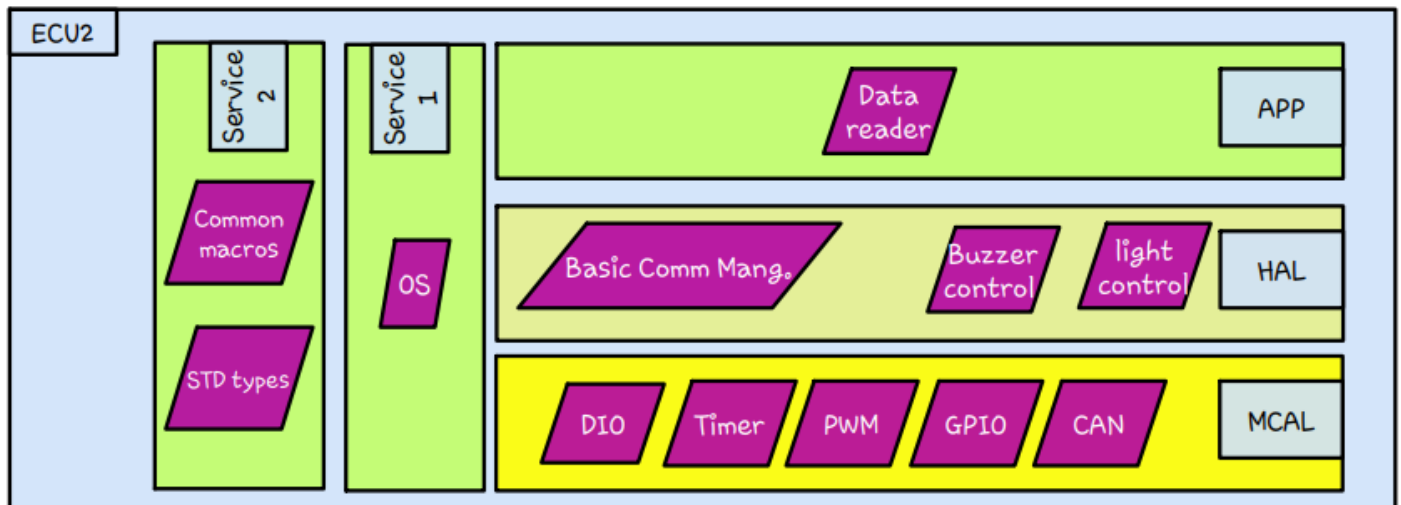 ECU2
Service
2
Common
macros
STD types
Service
1
OS
Data
reader
APP
Basic Comm Mang.
Buzzer
control
light
control
HAL
DIO
Timer
PWM
GPIO
CAN
MCAL